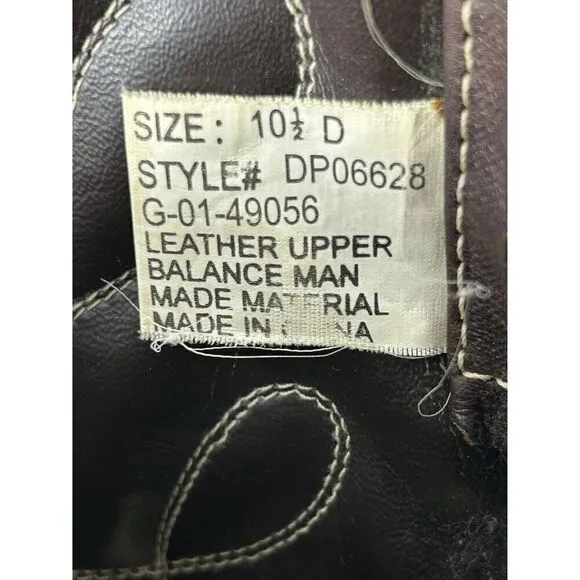 SIZE: 10½ D
STYLE# DP06628
G-01-49056
LEATHER UPPER
BALANCE MAN
MADE MATERIAL
MADE IN CHINA